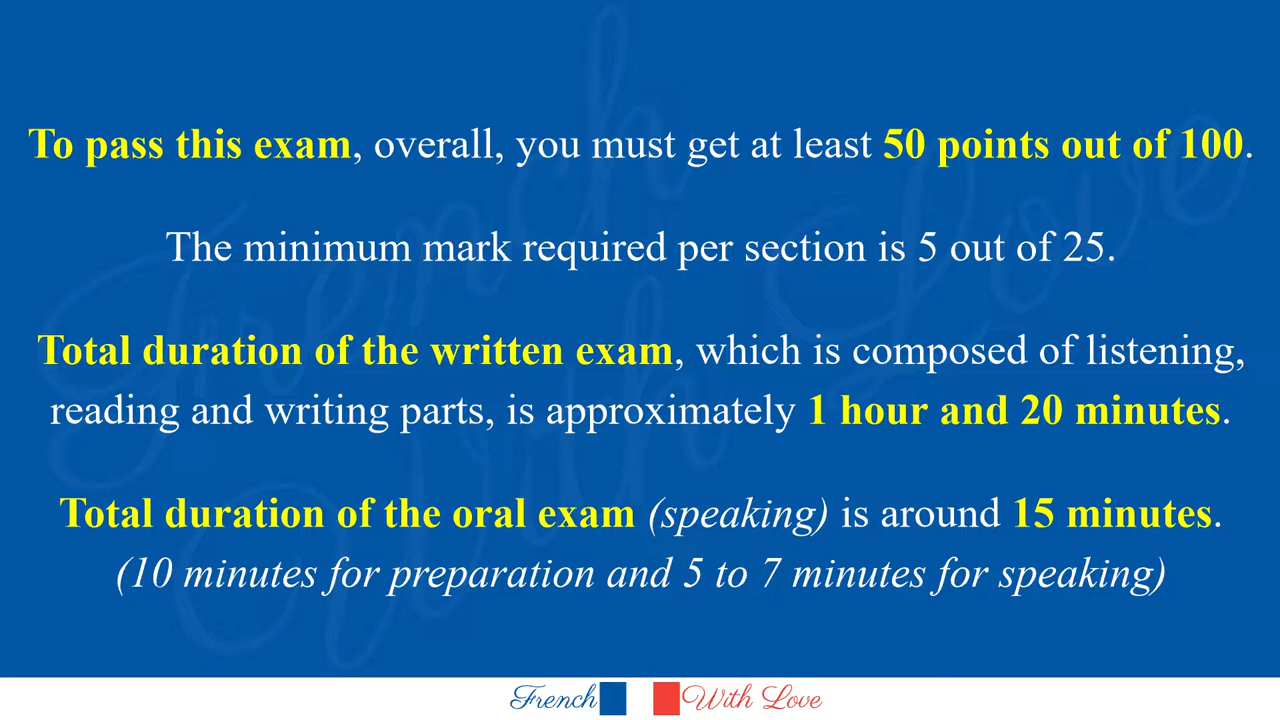 To pass this exam, overall, you must get at least 50 points out of 100.
The minimum mark required per section is 5 out of 25.
Total duration of the written exam, which is composed of listening,
reading and writing parts, is approximately 1 hour and 20 minutes.
Total duration of the oral exam (speaking) is around 15 minutes.
(10 minutes for preparation and 5 to 7 minutes for speaking)
French With Love